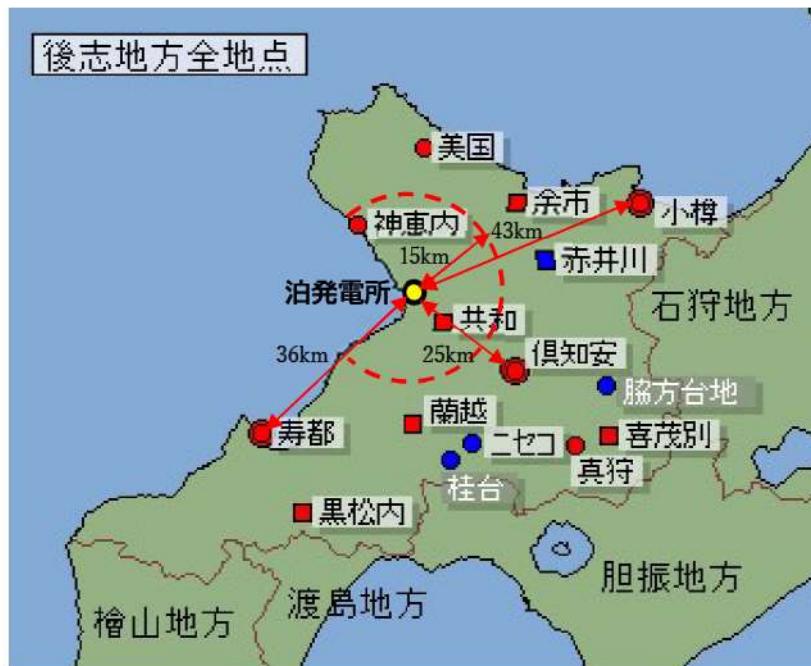 後志地方全地点
美国
余市
小樽
神恵内
43km
15km
赤井川
泊発電所
石狩地方
共和
36km
25km
倶知安
脇方台地
蘭越
寿都
ニセコ
喜茂別
真狩
桂台
黒松内
胆振地方
渡島地方
檜山地方